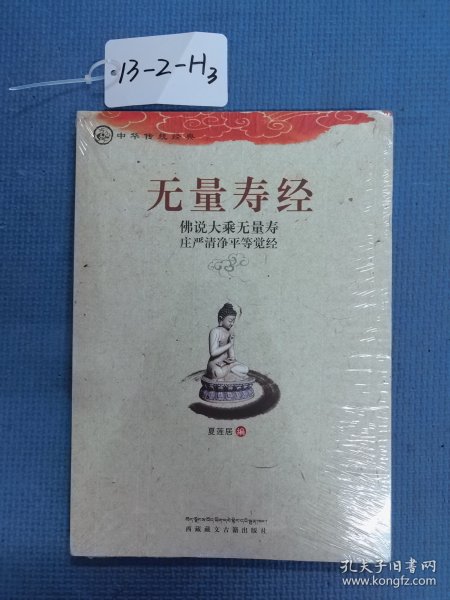 13-2-H3
中华传统经典
无量寿经
佛说大乘无量寿
庄严清净平等觉经
夏莲居 编
西藏藏文古籍出版社
孔夫子旧书网
www.kongfz.com